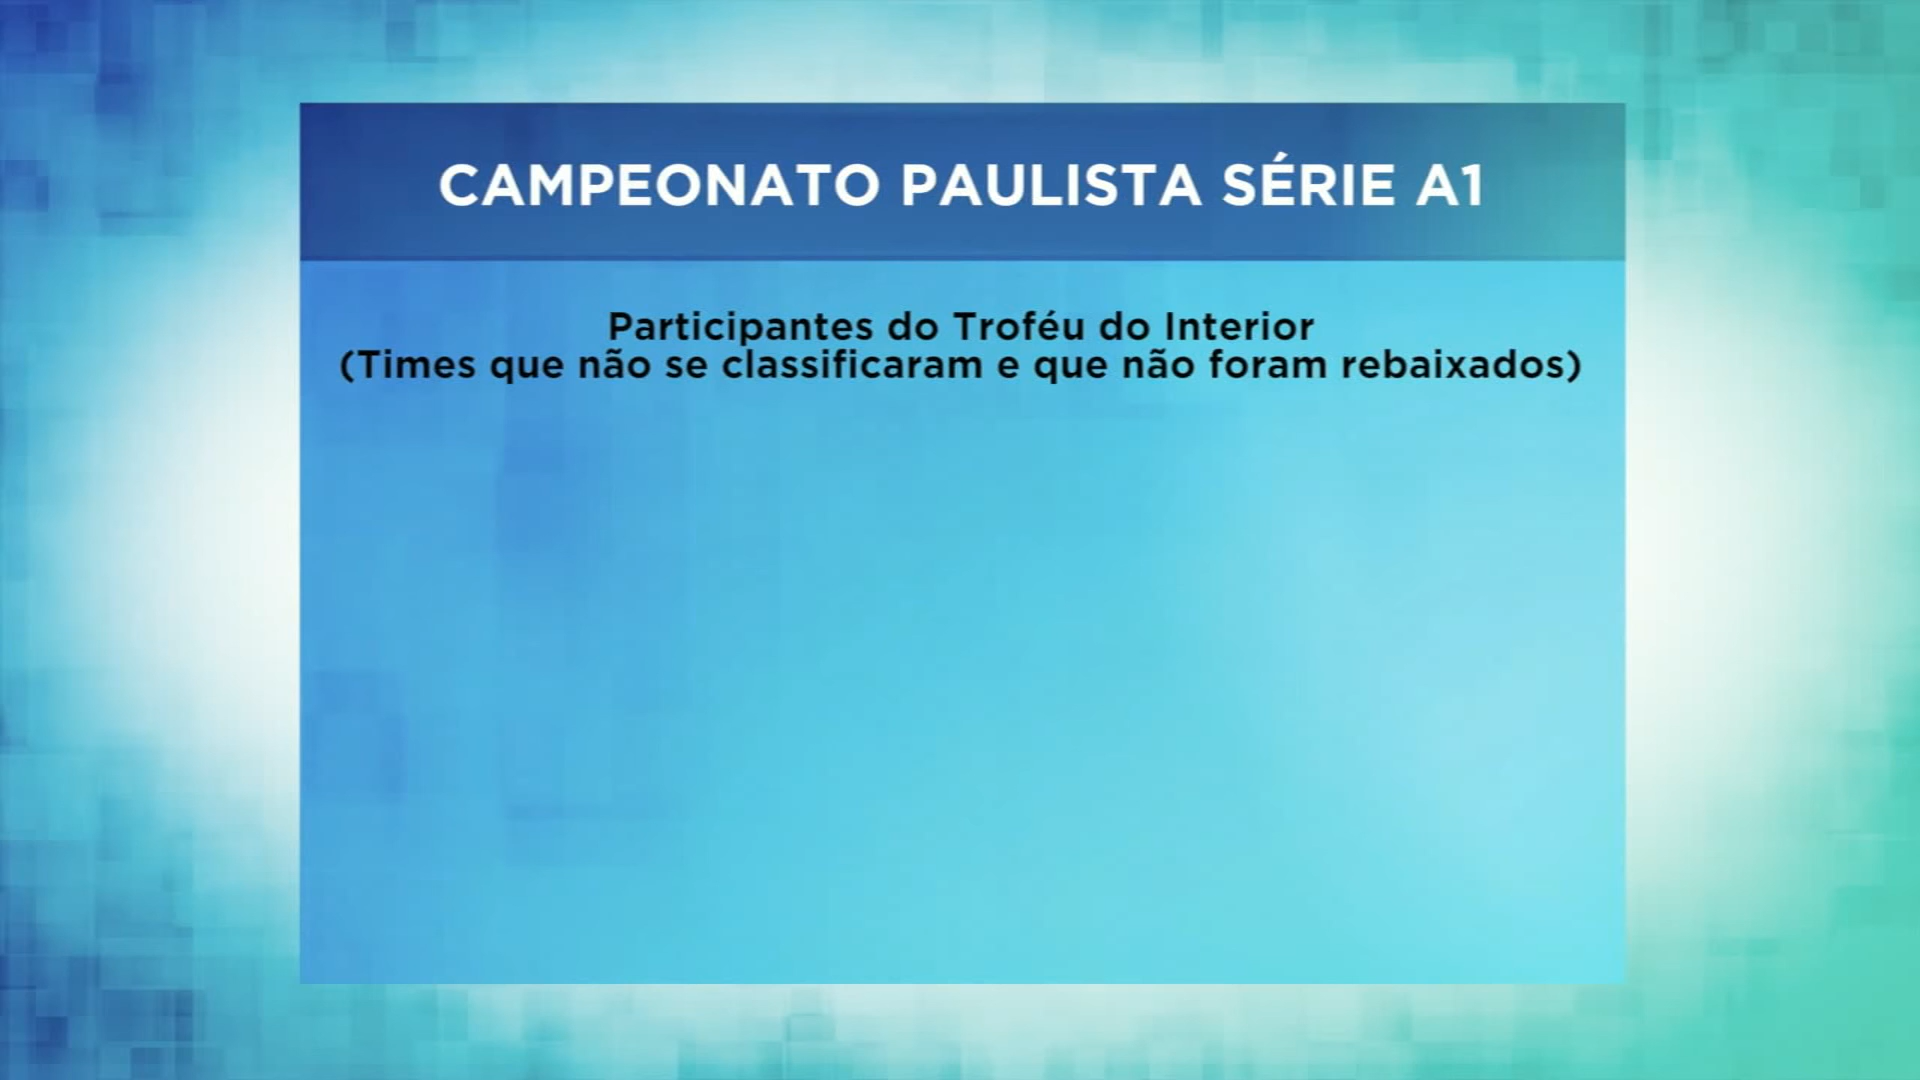 CAMPEONATO PAULISTA SÉRIE A1
Participantes do Troféu do Interior
(Times que não se classificaram e que não foram rebaixados)